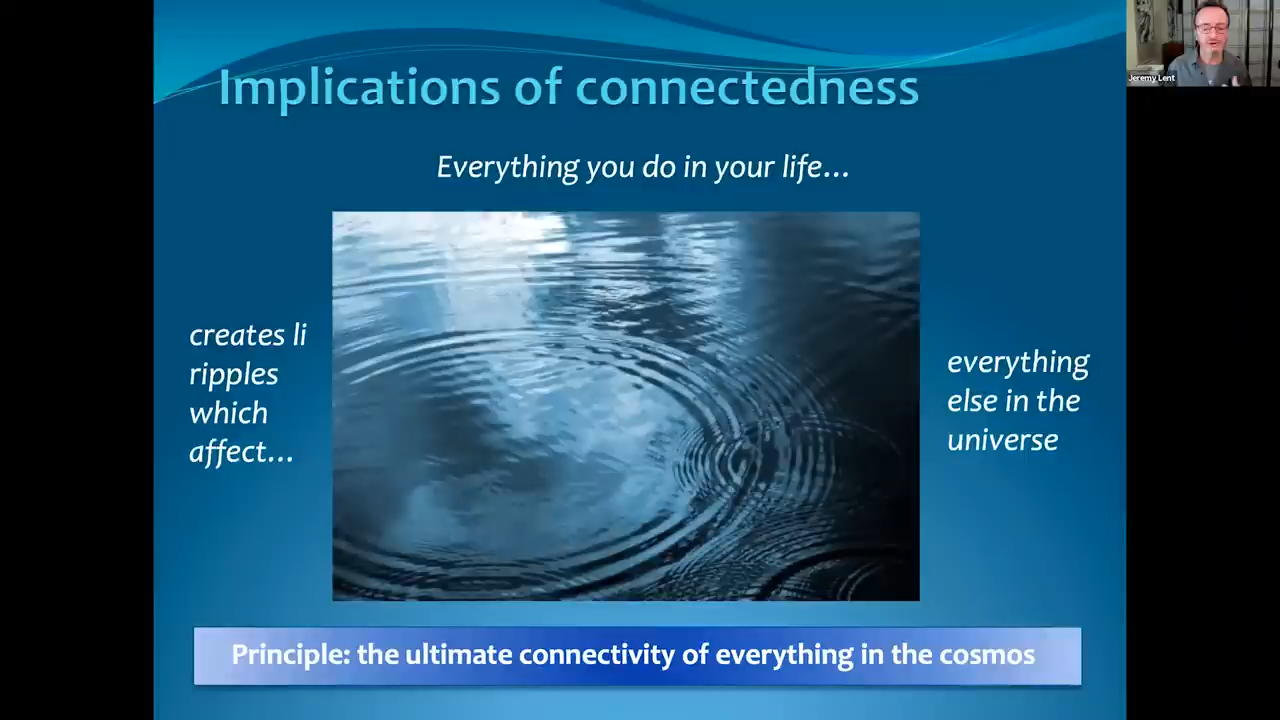 Implications of connectedness
Jeremy Lent
Everything you do in your life…
creates li
ripples
which
affect…
everything
else in the
universe
Principle: the ultimate connectivity of everything in the cosmos